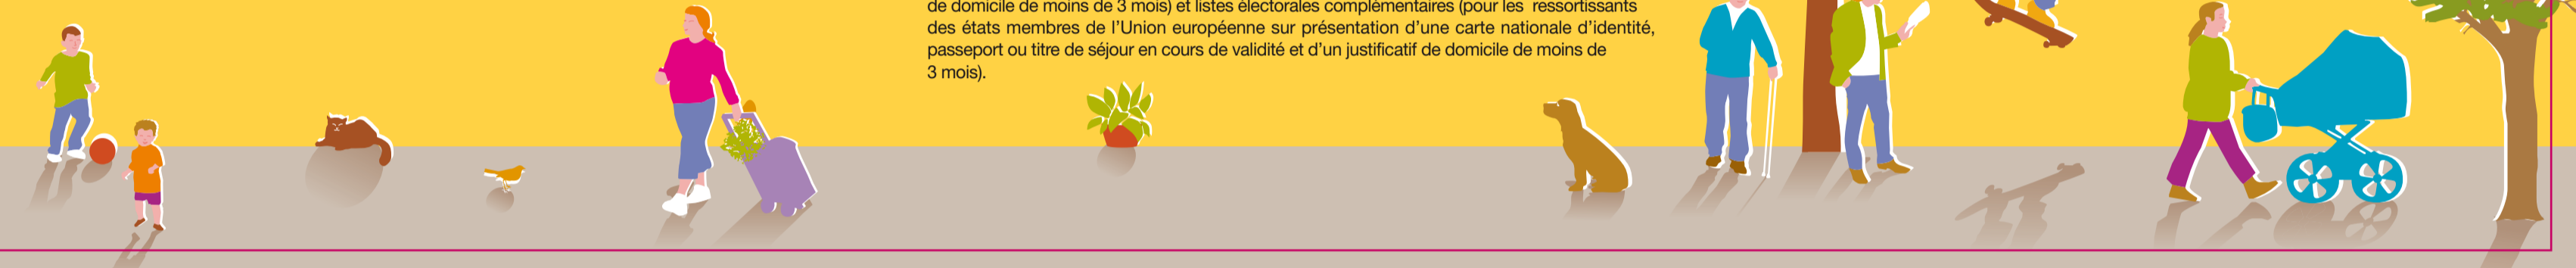 de domicile de moins de 3 mois) et listes électorales complémentaires (pour les ressortissants
des états membres de l’Union européenne sur présentation d’une carte nationale d’identité,
passeport ou titre de séjour en cours de validité et d’un justificatif de domicile de moins de
3 mois).